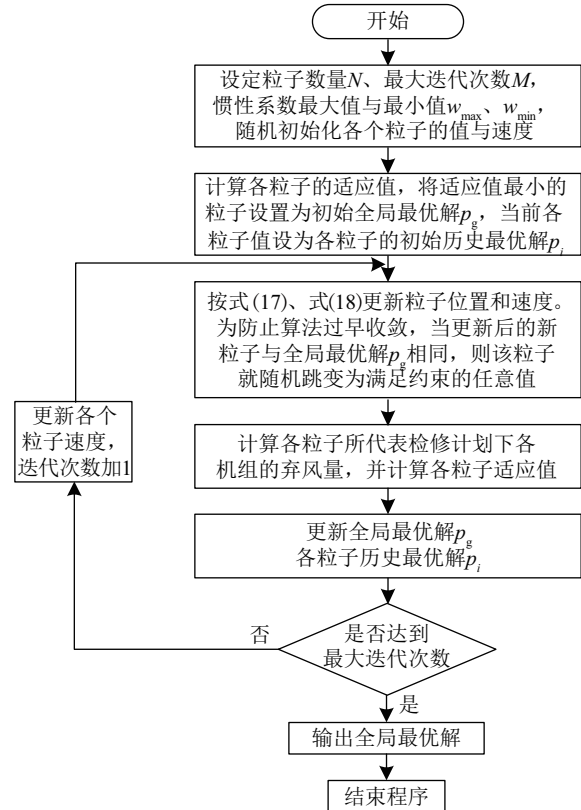 开始
设定粒子数量N、最大迭代次数M，
惯性系数最大值与最小值w_max、w_min，
随机初始化各个粒子的值与速度
计算各粒子的适应值，将适应值最小的
粒子设置为初始全局最优解p_g，当前各
粒子值设为各粒子的初始历史最优解p_i
按式(17)、式(18)更新粒子位置和速度。
为防止算法过早收敛，当更新后的新
粒子与全局最优解p_g相同，则该粒子
就随机跳变为满足约束的任意值
更新各个
粒子速度，
迭代次数加1
计算各粒子所代表检修计划下各
机组的弃风量，并计算各粒子适应值
更新全局最优解p_g
各粒子历史最优解p_i
否
是否达到
最大迭代次数
是
输出全局最优解
结束程序